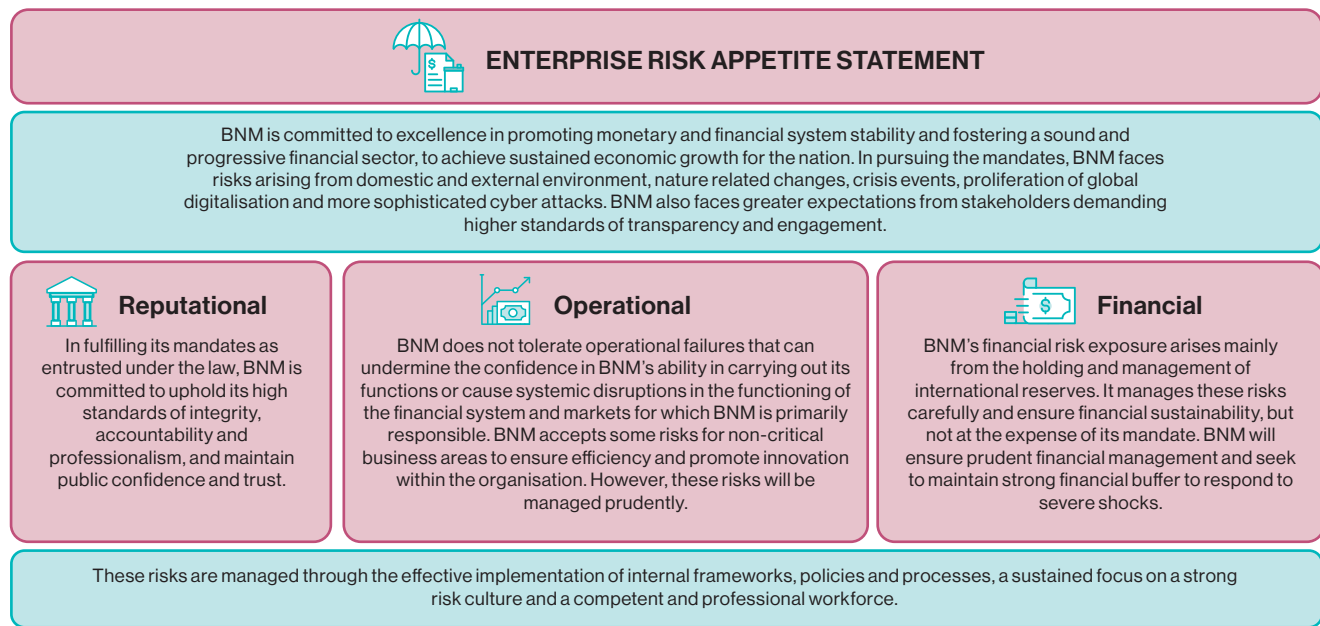 ENTERPRISE RISK APPETITE STATEMENT
BNM is committed to excellence in promoting monetary and financial system stability and fostering a sound and
progressive financial sector, to achieve sustained economic growth for the nation. In pursuing the mandates, BNM faces
risks arising from domestic and external environment, nature related changes, crisis events, proliferation of global
digitalisation and more sophisticated cyber attacks. BNM also faces greater expectations from stakeholders demanding
higher standards of transparency and engagement.
Reputational
In fulfilling its mandates as
entrusted under the law, BNM is
committed to uphold its high
standards of integrity,
accountability and
professionalism, and maintain
public confidence and trust.
Operational
BNM does not tolerate operational failures that can
undermine the confidence in BNM's ability in carrying out its
functions or cause systemic disruptions in the functioning of
the financial system and markets for which BNM is primarily
responsible. BNM accepts some risks for non-critical
business areas to ensure efficiency and promote innovation
within the organisation. However, these risks will be
managed prudently.
Financial
BNM's financial risk exposure arises mainly
from the holding and management of
international reserves. It manages these risks
carefully and ensure financial sustainability, but
not at the expense of its mandate. BNM will
ensure prudent financial management and seek
to maintain strong financial buffer to respond to
severe shocks.
These risks are managed through the effective implementation of internal frameworks, policies and processes, a sustained focus on a strong
risk culture and a competent and professional workforce.